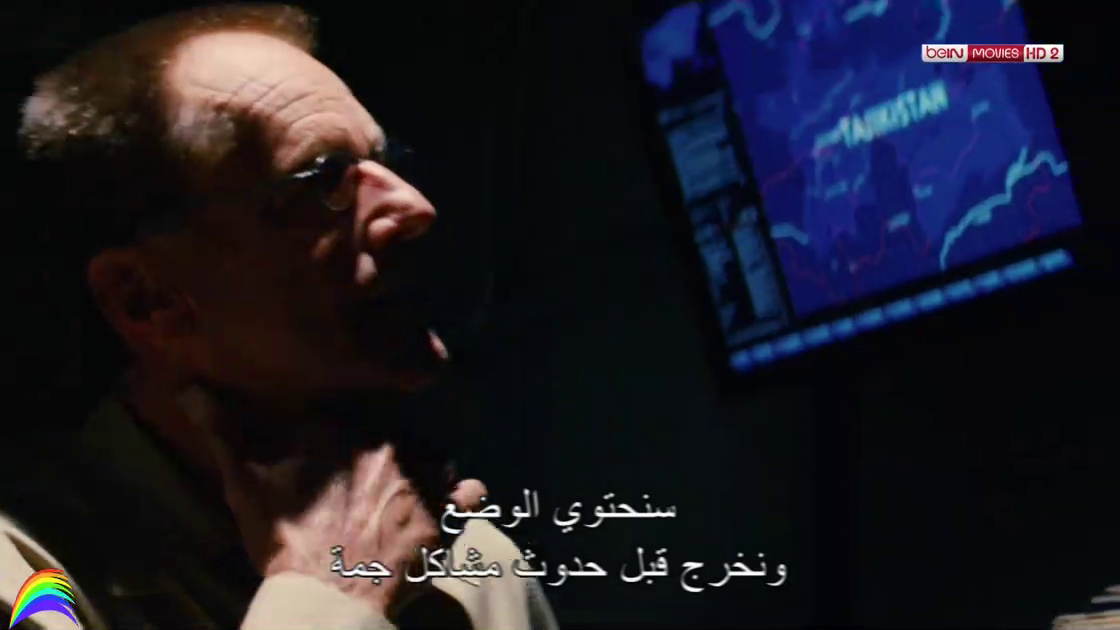 beIN MOVIES HD 2
TAJIKISTAN
سنحتوي الوضع
ونخرج قبل حدوث مشاكل جمة